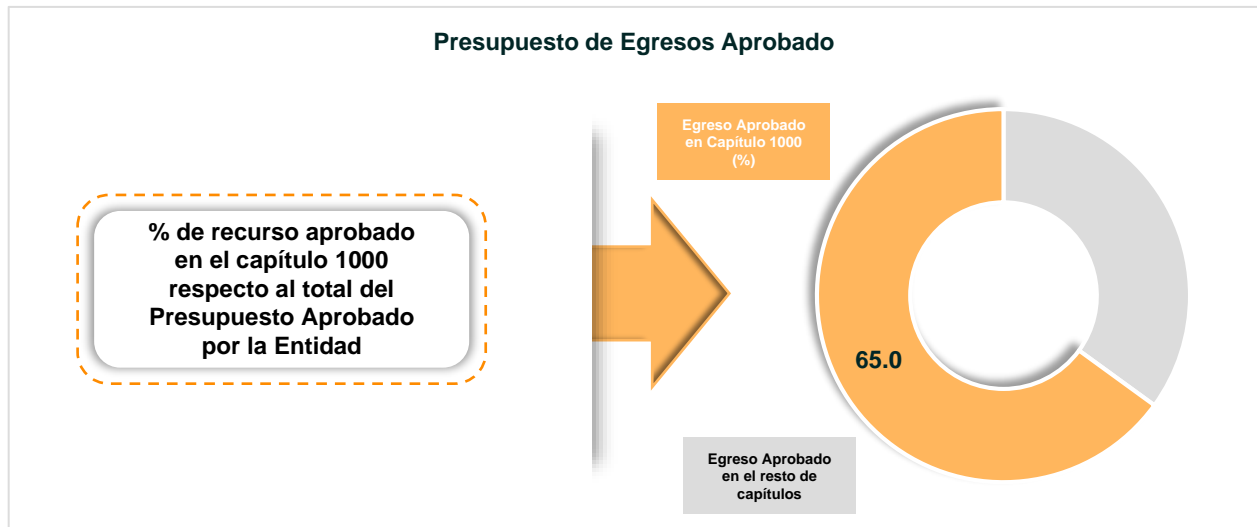 Presupuesto de Egresos Aprobado
% de recurso aprobado
en el capítulo 1000
respecto al total del
Presupuesto Aprobado
por la Entidad
Egreso Aprobado
en Capítulo 1000
(%)
65.0
Egreso Aprobado
en el resto de
capítulos